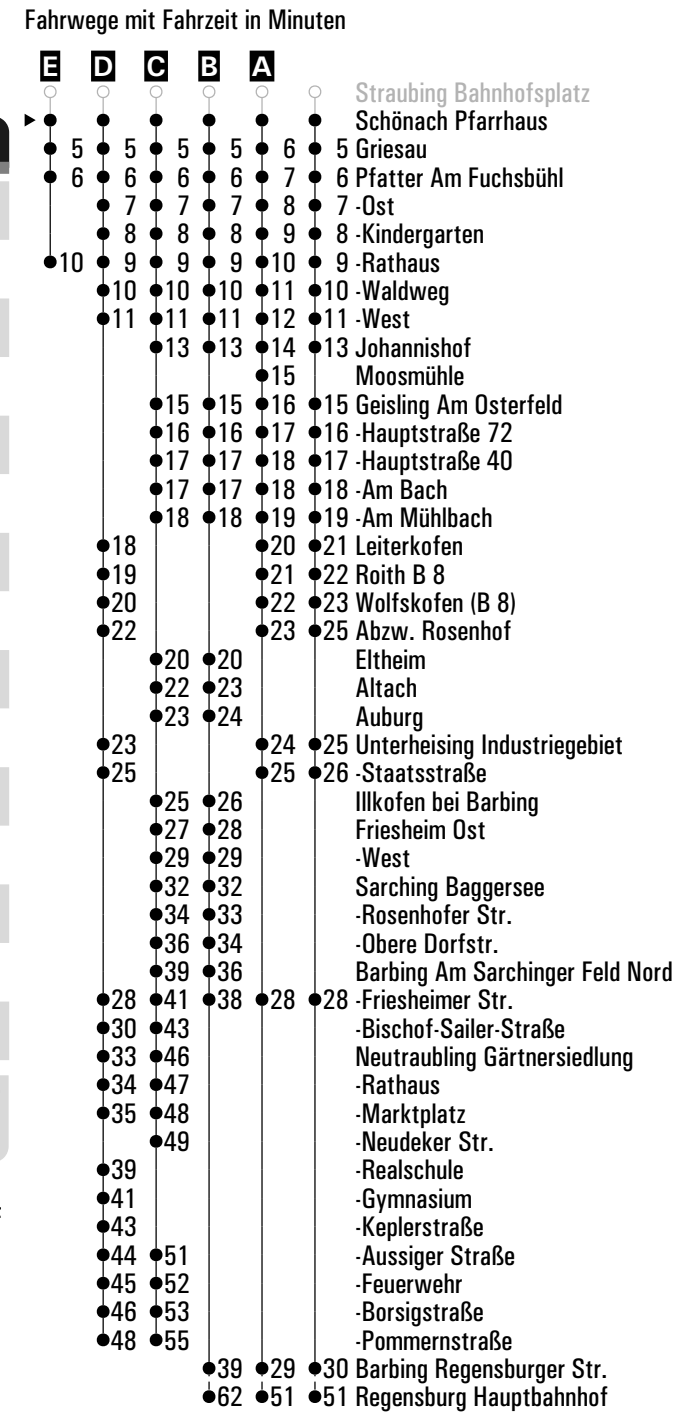 Fahrwege mit Fahrzeit in Minuten
E D C B A
Straubing Bahnhofsplatz
Schönach Pfarrhaus
5 5 5 5 6 5 Griesau
6 6 6 6 7 6 Pfatter Am Fuchsbühl
7 7 7 8 7 -Ost
8 8 8 9 8 -Kindergarten
10 9 9 9 10 9 -Rathaus
10 10 10 11 10 -Waldweg
11 11 11 12 11 -West
13 13 14 13 Johannishof
15 Moosmühle
15 15 16 15 Geisling Am Osterfeld
16 16 17 16 -Hauptstraße 72
17 17 18 17 -Hauptstraße 40
17 17 18 18 -Am Bach
18 18 19 19 -Am Mühlbach
18 20 21 Leiterkofen
19 21 22 Roith B 8
20 22 23 Wolfskofen (B 8)
22 23 25 Abzw. Rosenhof
20 20 Eltheim
22 23 Altach
23 24 Auburg
23 24 25 Unterheising Industriegebiet
25 25 26 -Staatsstraße
25 26 Illkofen bei Barbing
27 28 Friesheim Ost
29 29 -West
32 32 Sarching Baggersee
34 33 -Rosenhofer Str.
36 34 -Obere Dorfstr.
39 36 Barbing Am Sarchinger Feld Nord
28 41 38 28 28 -Friesheimer Str.
30 43 -Bischof-Sailer-Straße
33 46 Neutraubling Gärtnersiedlung
34 47 -Rathaus
35 48 -Marktplatz
49 -Neudeker Str.
39 -Realschule
41 -Gymnasium
43 -Keplerstraße
44 51 -Aussiger Straße
45 52 -Feuerwehr
46 53 -Borsigstraße
48 55 -Pommernstraße
39 29 30 Barbing Regensburger Str.
62 51 51 Regensburg Hauptbahnhof